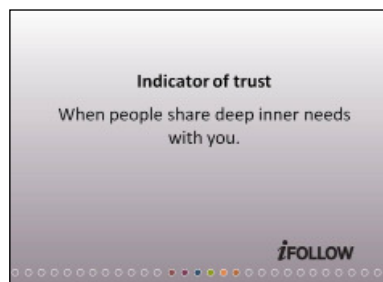 Indicator of trust
When people share deep inner needs
with you.
iFOLLOW